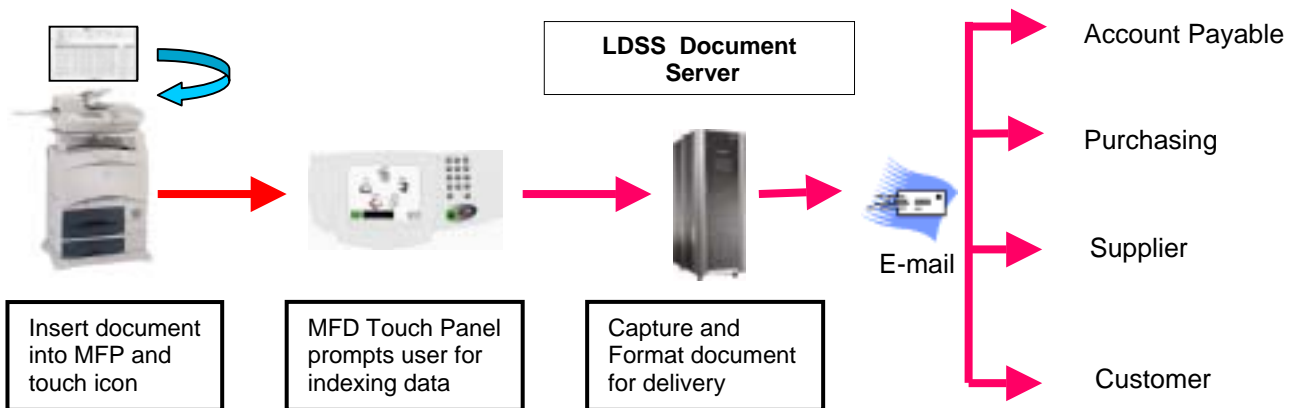 LDSS Document
Server
Account Payable
Purchasing
Supplier
Customer
E-mail
Insert document
into MFP and
touch icon
MFD Touch Panel
prompts user for
indexing data
Capture and
Format document
for delivery